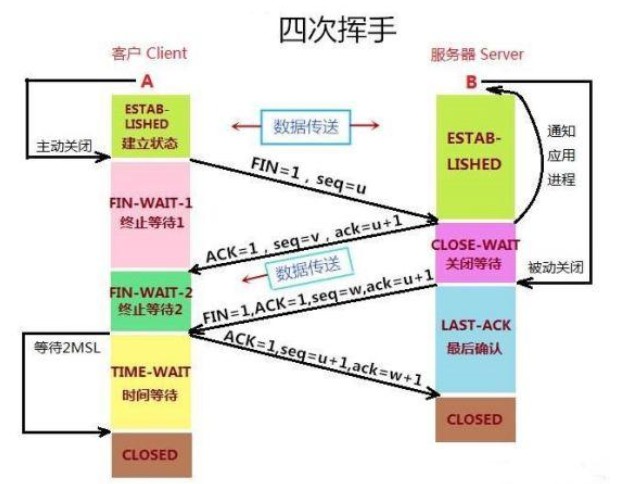 四次挥手
客户 Client
服务器 Server
A
B
ESTAB-
LISHED
建立状态
主动关闭
数据传送
ESTAB-
LISHED
通知
应用
进程
FIN=1，seq=u
FIN-WAIT-1
终止等待1
ACK=1，seq=v，ack=u+1
CLOSE-WAIT
关闭等待
被动关闭
数据传送
FIN-WAIT-2
终止等待2
FIN=1,ACK=1,seq=w,ack=u+1
LAST-ACK
最后确认
等待2MSL
ACK=1,seq=u+1,ack=w+1
TIME-WAIT
时间等待
CLOSED
CLOSED